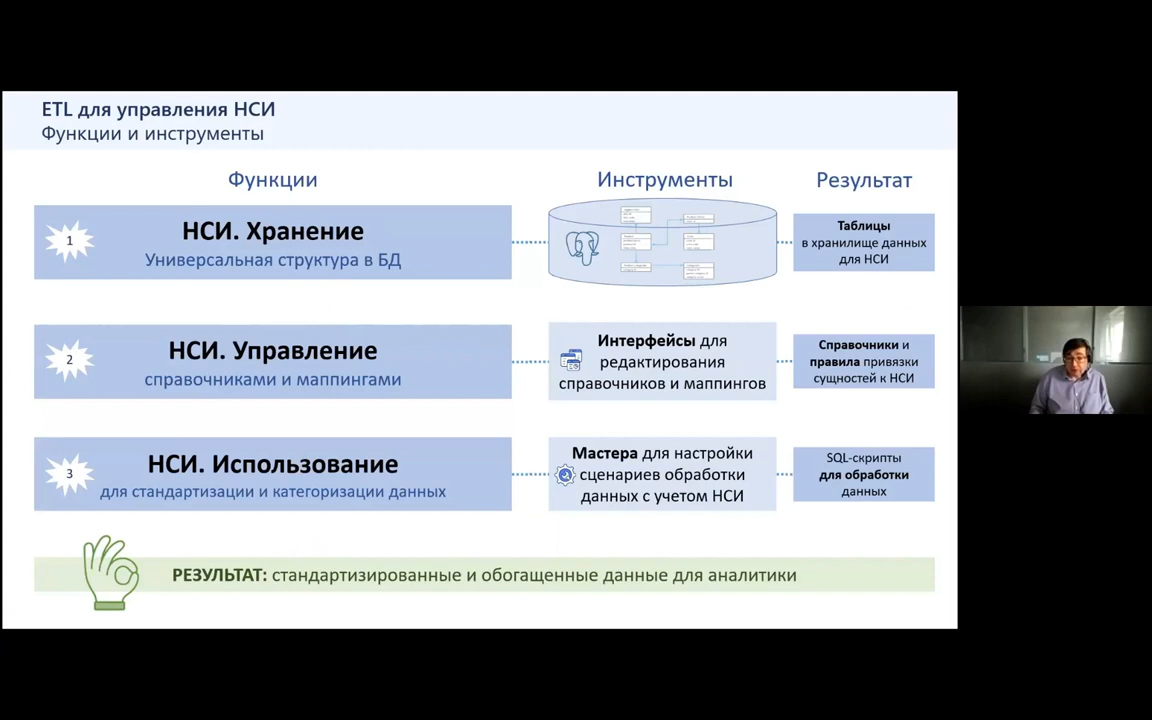 ETL для управления НСИ
Функции и инструменты
Функции
Инструменты
Результат
1
НСИ. Хранение
Универсальная структура в БД
Таблицы
в хранилище данных
для НСИ
2
НСИ. Управление
справочниками и маппингами
Интерфейсы для
редактирования
справочников и маппингов
Справочники и
правила привязки
сущностей к НСИ
3
НСИ. Использование
для стандартизации и категоризации данных
Мастера для настройки
сценариев обработки
данных с учетом НСИ
SQL-скрипты
для обработки
данных
РЕЗУЛЬТАТ: стандартизированные и обогащенные данные для аналитики